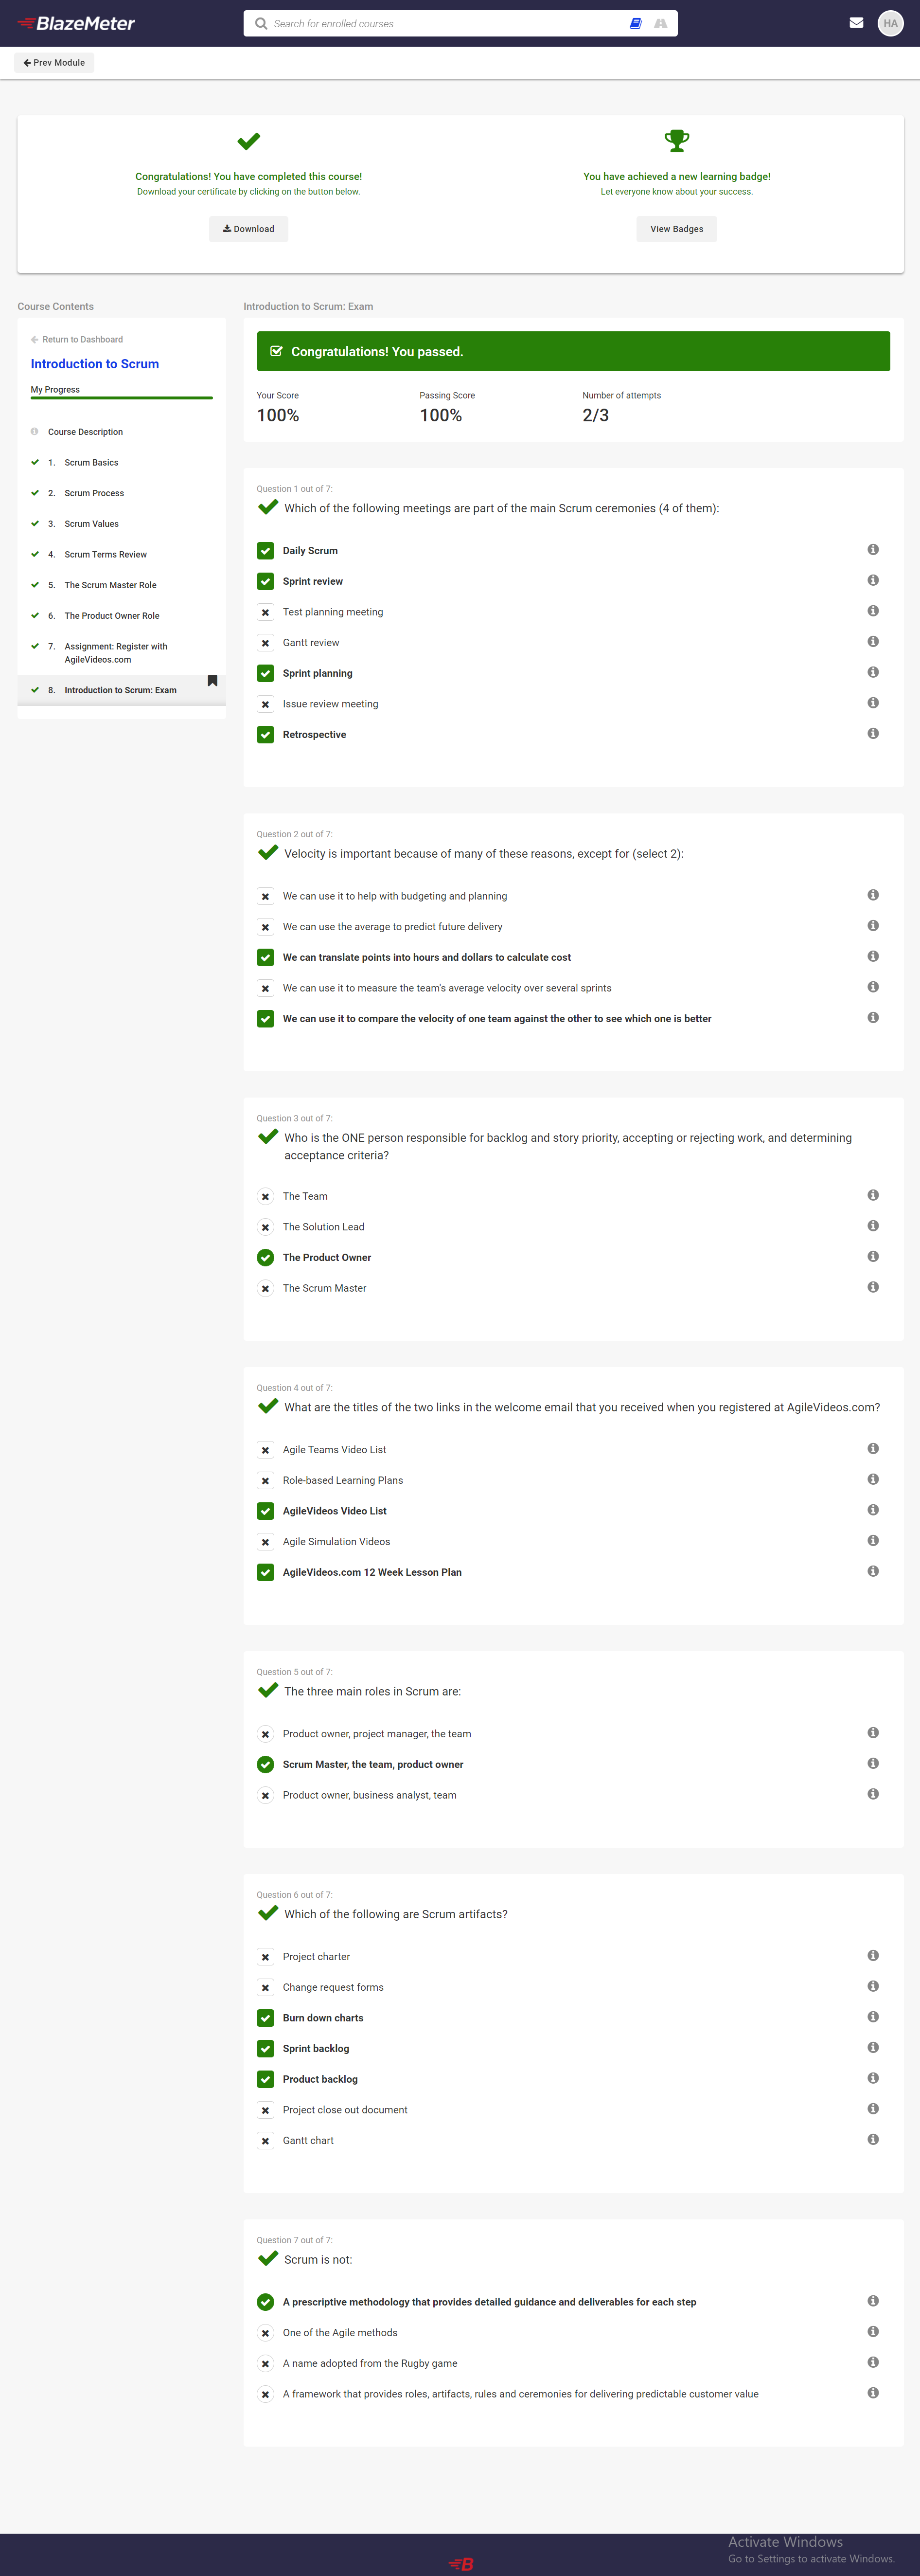 BlazeMeter
Search for enrolled courses
HA
Prev Module
Congratulations! You have completed this course!
Download your certificate by clicking on the button below.
Download
You have achieved a new learning badge!
Let everyone know about your success.
View Badges
Course Contents
Return to Dashboard
Introduction to Scrum
My Progress
Course Description
1. Scrum Basics
2. Scrum Process
3. Scrum Values
4. Scrum Terms Review
5. The Scrum Master Role
6. The Product Owner Role
7. Assignment: Register with
AgileVideos.com
8. Introduction to Scrum: Exam
Introduction to Scrum: Exam
Congratulations! You passed.
Your Score
100%
Passing Score
100%
Number of attempts
2/3
Question 1 out of 7:
Which of the following meetings are part of the main Scrum ceremonies (4 of them):
Daily Scrum
Sprint review
Test planning meeting
Gantt review
Sprint planning
Issue review meeting
Retrospective
Question 2 out of 7:
Velocity is important because of many of these reasons, except for (select 2):
We can use it to help with budgeting and planning
We can use the average to predict future delivery
We can translate points into hours and dollars to calculate cost
We can use it to measure the team's average velocity over several sprints
We can use it to compare the velocity of one team against the other to see which one is better
Question 3 out of 7:
Who is the ONE person responsible for backlog and story priority, accepting or rejecting work, and determining
acceptance criteria?
The Team
The Solution Lead
The Product Owner
The Scrum Master
Question 4 out of 7:
What are the titles of the two links in the welcome email that you received when you registered at AgileVideos.com?
Agile Teams Video List
Role-based Learning Plans
AgileVideos Video List
Agile Simulation Videos
AgileVideos.com 12 Week Lesson Plan
Question 5 out of 7:
The three main roles in Scrum are:
Product owner, project manager, the team
Scrum Master, the team, product owner
Product owner, business analyst, team
Question 6 out of 7:
Which of the following are Scrum artifacts?
Project charter
Change request forms
Burn down charts
Sprint backlog
Product backlog
Project close out document
Gantt chart
Question 7 out of 7:
Scrum is not:
A prescriptive methodology that provides detailed guidance and deliverables for each step
One of the Agile methods
A name adopted from the Rugby game
A framework that provides roles, artifacts, rules and ceremonies for delivering predictable customer value
Activate Windows
Go to Settings to activate Windows.
B